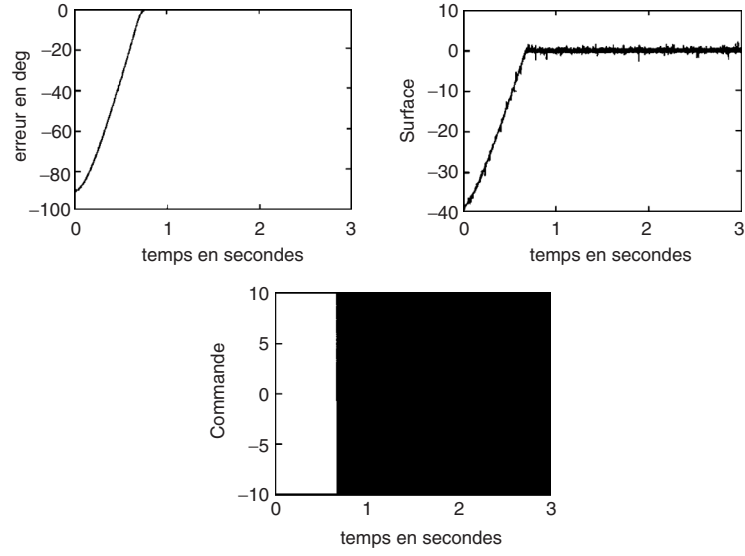 erreur en deg
0
−20
−40
−60
−80
−100
0 1 2 3
temps en secondes
Surface
10
0
−10
−20
−30
−40
0 1 2 3
temps en secondes
Commande
10
5
0
−5
−10
0 1 2 3
temps en secondes